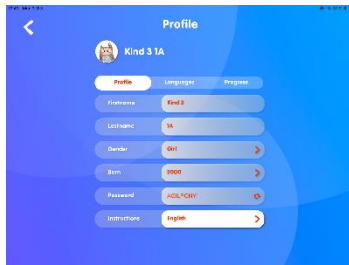 Profile
Kind 3 1A
Profile Languages Progress
Firstname Kind 3
Lastname 1A
Gender Girl
Born 2000
Password
Instructions English